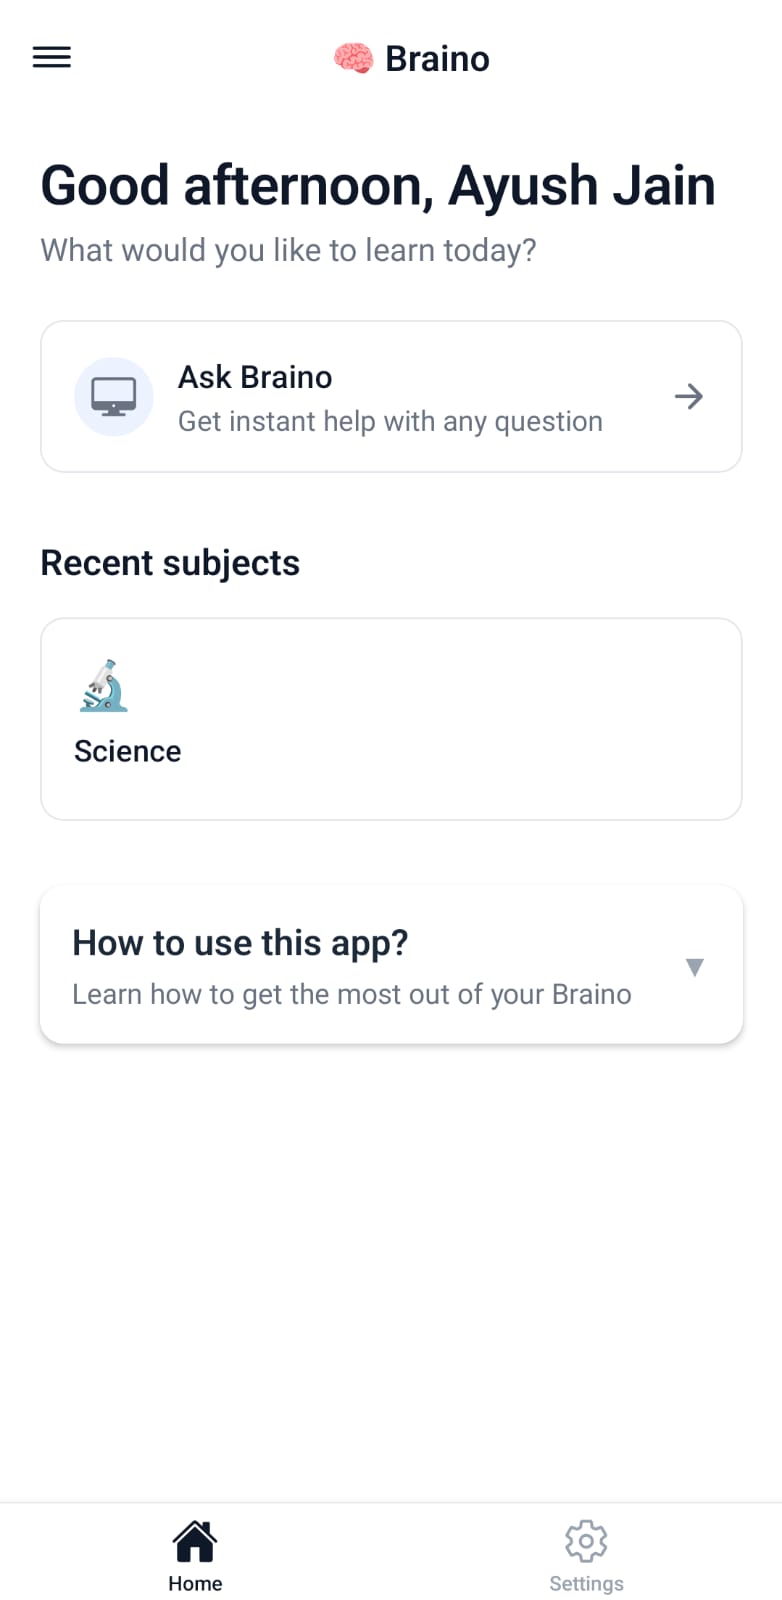 Braino
Good afternoon, Ayush Jain
What would you like to learn today?
Ask Braino
Get instant help with any question
Recent subjects
Science
How to use this app?
Learn how to get the most out of your Braino
Home
Settings